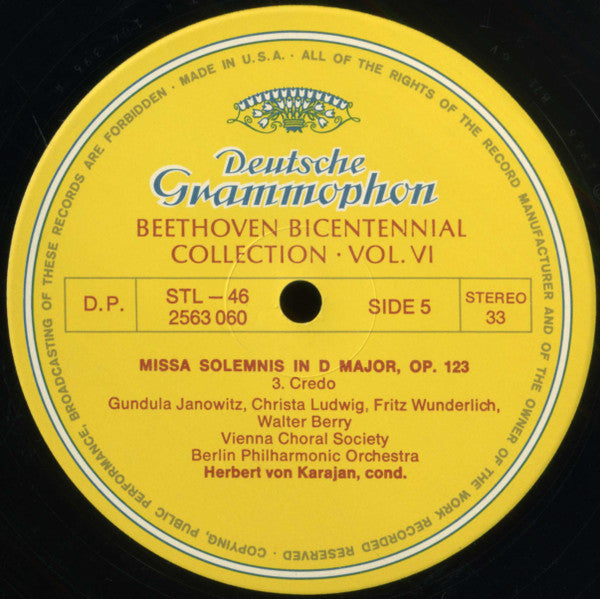 MADE IN U.S.A. · ALL OF THE RIGHTS OF THE RECORD MANUFACTURER AND OF THE OWNER OF THE WORK RECORDED RESERVED · COPYING, PUBLIC PERFORMANCE, BROADCASTING OF THESE RECORDS ARE FORBIDDEN ·
Deutsche
Grammophon
BEETHOVEN BICENTENNIAL
COLLECTION · VOL. VI
D.P.
STL – 46
2563 060
SIDE 5
STEREO
33
MISSA SOLEMNIS IN D MAJOR, OP. 123
3. Credo
Gundula Janowitz, Christa Ludwig, Fritz Wunderlich,
Walter Berry
Vienna Choral Society
Berlin Philharmonic Orchestra
Herbert von Karajan, cond.